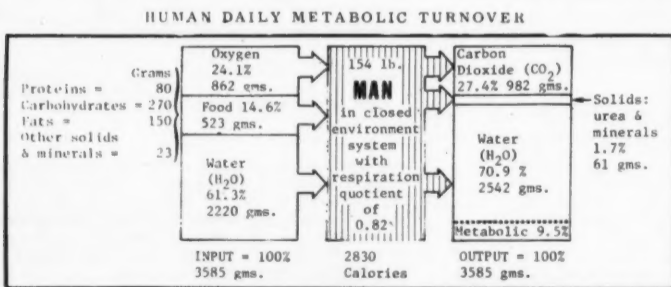 HUMAN DAILY METABOLIC TURNOVER
Grams
Proteins = 80
Carbohydrates = 270
Fats = 150
Other solids
& minerals = 23
Oxygen
24.1%
862 gms.
Food 14.6%
523 gms.
Water
(H2O)
61.3%
2220 gms.
INPUT = 100%
3585 gms.
154 lb.
MAN
in closed
environment
system
with
respiration
quotient
of
0.82
2830
Calories
Carbon
Dioxide (CO2)
27.4% 982 gms.
Water
(H2O)
70.9 %
2542 gms.
Metabolic 9.5%
OUTPUT = 100%
3585 gms.
Solids:
urea &
minerals
1.7%
61 gms.